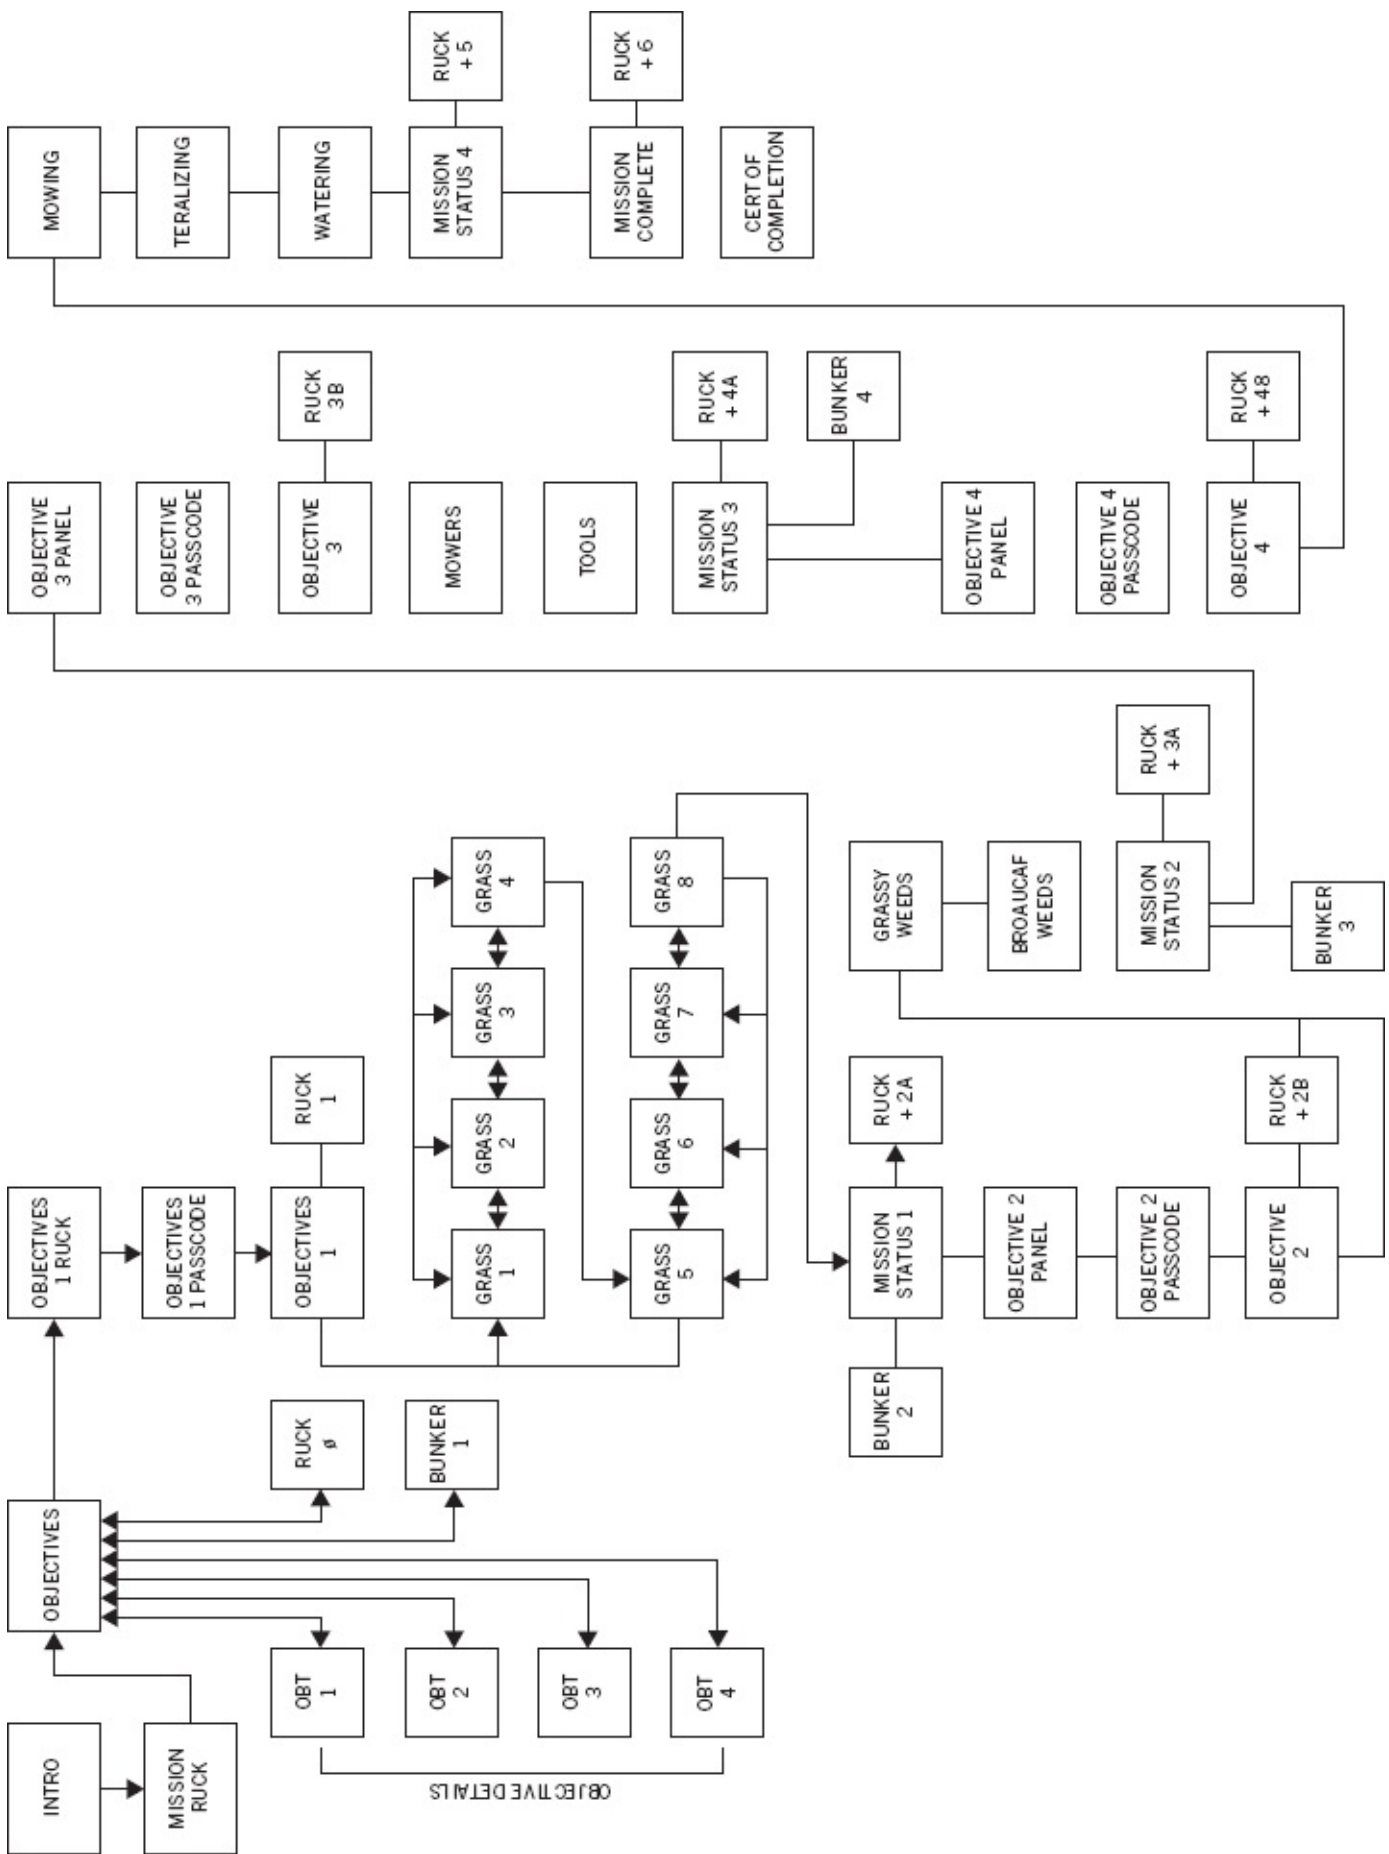 INTRO
MISSION
RUCK
OBJECTIVES
OBT
1
OBT
2
OBT
3
OBT
4
OBJECTIVE DETAILS
RUCK
ø
BUNKER
1
OBJECTIVES
1 RUCK
OBJECTIVES
1 PASSCODE
OBJECTIVES
1
RUCK
1
GRASS
1
GRASS
2
GRASS
3
GRASS
4
GRASS
5
GRASS
6
GRASS
7
GRASS
8
BUNKER
2
MISSION
STATUS 1
RUCK
+ 2A
OBJECTIVE 2
PANEL
OBJECTIVE 2
PASSCODE
OBJECTIVE
2
RUCK
+ 2B
GRASSY
WEEDS
BROAUCAF
WEEDS
MISSION
STATUS 2
RUCK
+ 3A
BUNKER
3
OBJECTIVE
3 PANEL
OBJECTIVE
3 PASSCODE
OBJECTIVE
3
RUCK
3B
MOWERS
TOOLS
MISSION
STATUS 3
RUCK
+ 4A
BUNKER
4
OBJECTIVE 4
PANEL
OBJECTIVE 4
PASSCODE
OBJECTIVE
4
RUCK
+ 48
MOWING
TERALIZING
WATERING
MISSION
STATUS 4
RUCK
+ 5
MISSION
COMPLETE
RUCK
+ 6
CERT OF
COMPLETION